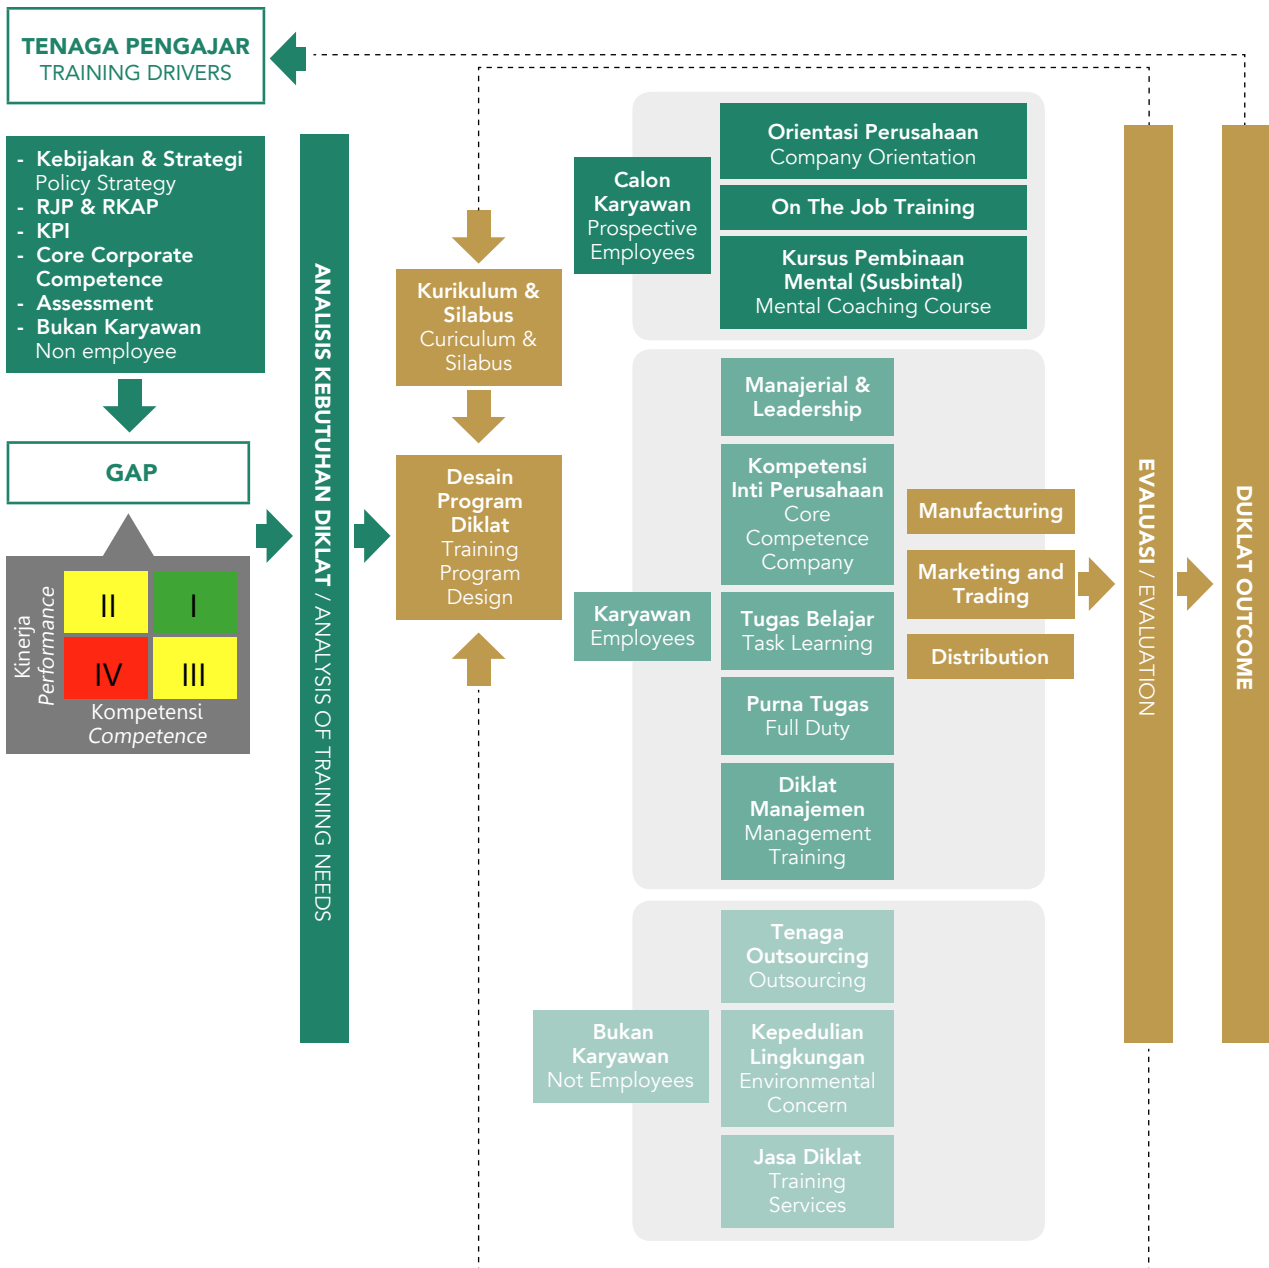 TENAGA PENGAJAR
TRAINING DRIVERS
- Kebijakan & Strategi
Policy Strategy
- RJP & RKAP
- KPI
- Core Corporate
Competence
- Assessment
- Bukan Karyawan
Non employee
GAP
Kinerja
Performance
II
I
IV
III
Kompetensi
Competence
ANALISIS KEBUTUHAN DIKLAT / ANALYSIS OF TRAINING NEEDS
Kurikulum &
Silabus
Curiculum &
Silabus
Desain
Program
Diklat
Training
Program
Design
Calon
Karyawan
Prospective
Employees
Orientasi Perusahaan
Company Orientation
On The Job Training
Kursus Pembinaan
Mental (Susbintal)
Mental Coaching Course
Karyawan
Employees
Manajerial &
Leadership
Kompetensi
Inti Perusahaan
Core
Competence
Company
Tugas Belajar
Task Learning
Purna Tugas
Full Duty
Diklat
Manajemen
Management
Training
Manufacturing
Marketing and
Trading
Distribution
Bukan
Karyawan
Not Employees
Tenaga
Outsourcing
Outsourcing
Kepedulian
Lingkungan
Environmental
Concern
Jasa Diklat
Training
Services
EVALUASI / EVALUATION
DUKLAT OUTCOME